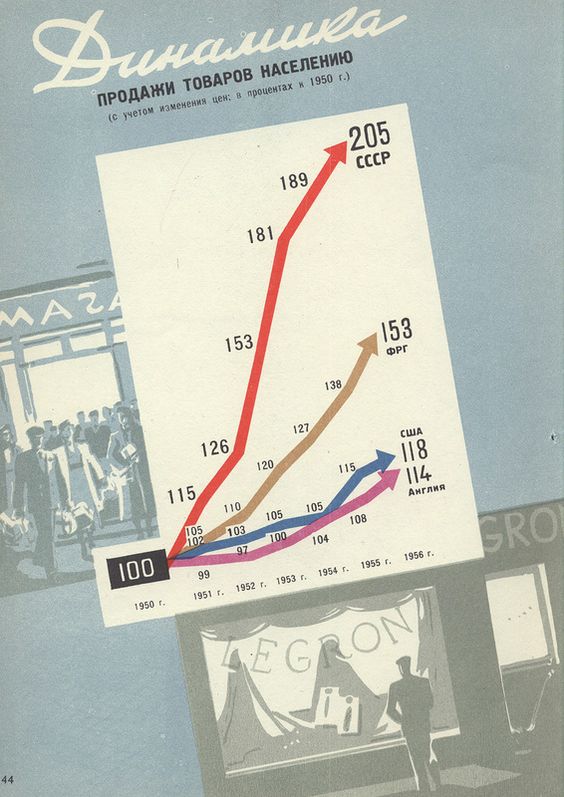 Динамика
ПРОДАЖИ ТОВАРОВ НАСЕЛЕНИЮ
(с учетом изменения цен; в процентах к 1950 г.)
205
СССР
189
181
153
153
ФРГ
138
126
127
США
118
115
120
114
Англия
115
110
105
105
108
105
103
102
100
104
97
100
99
1950 г.
1951 г.
1952 г.
1953 г.
1954 г.
1955 г.
1956 г.
МАГА
GRON
LEGRON
44